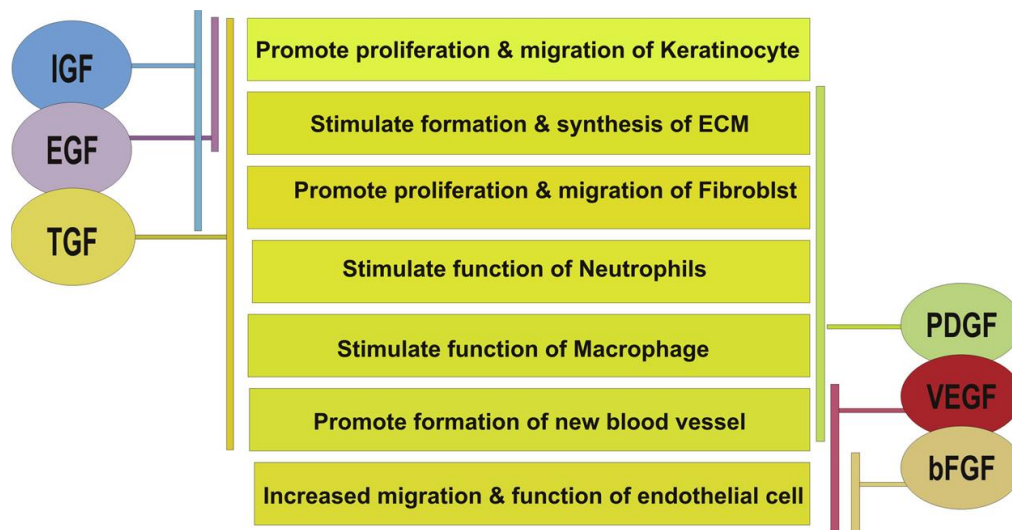 IGF
EGF
TGF
Promote proliferation & migration of Keratinocyte
Stimulate formation & synthesis of ECM
Promote proliferation & migration of Fibroblst
Stimulate function of Neutrophils
Stimulate function of Macrophage
Promote formation of new blood vessel
Increased migration & function of endothelial cell
PDGF
VEGF
bFGF